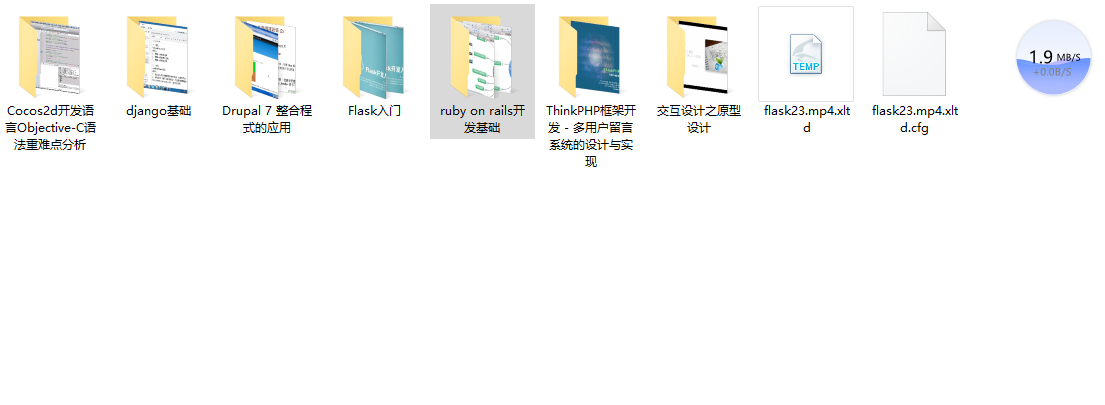 Cocos2d开发语
言Objective-C语
法重难点分析
django基础
Drupal 7 整合程
式的应用
Flask入门
ruby on rails开
发基础
ThinkPHP框架开
发 - 多用户留言
系统的设计与实
现
交互设计之原型
设计
TEMP
flask23.mp4.xlt
d
flask23.mp4.xlt
d.cfg
1.9 MB/S
+0.0B/S